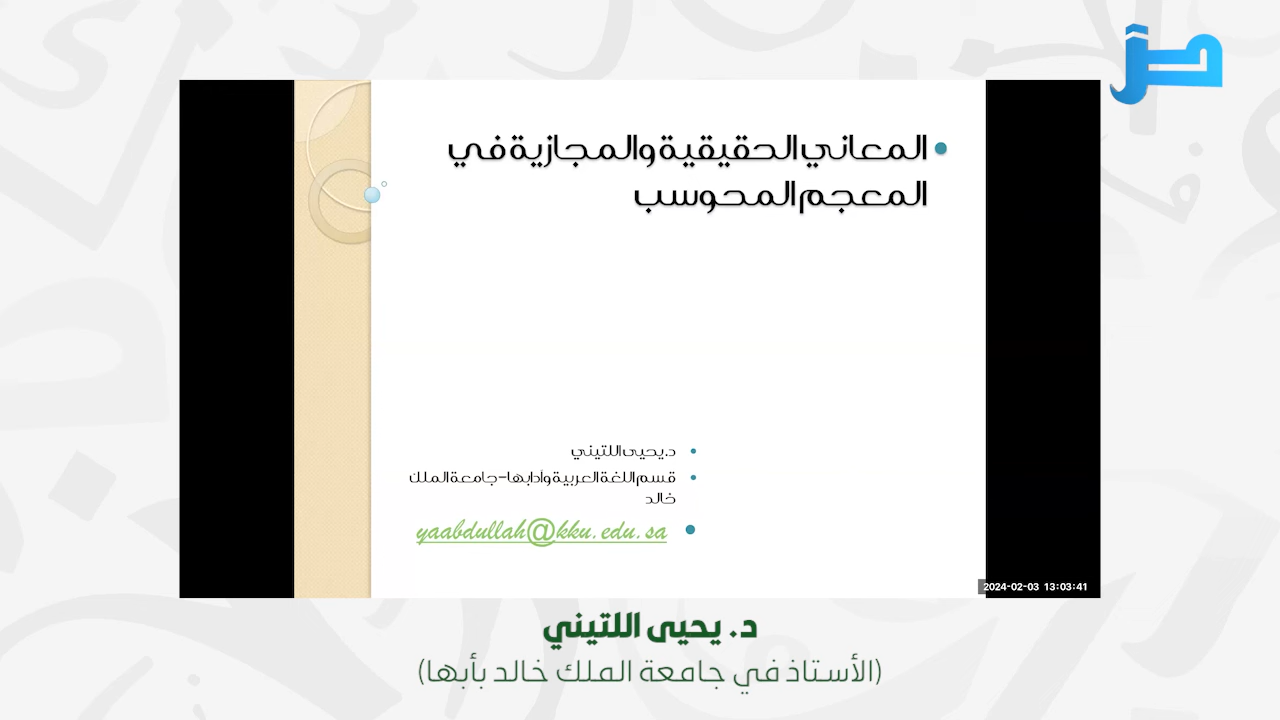 المعاني الحقيقية والمجازية في
المعجم المحوسب
د.يحيى اللتيني
قسم اللغة العربية وآدابها-جامعة الملك
خالد
yaabdullah@kku.edu.sa
2024-02-03 13:03:41
د. يحيى اللتيني
(الأستاذ في جامعة الملك خالد بأبها)